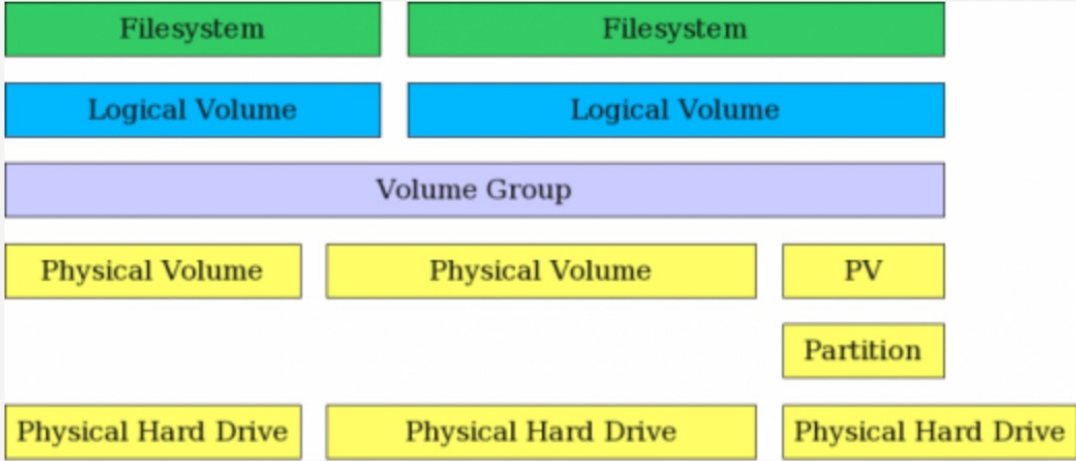 Filesystem Filesystem
Logical Volume Logical Volume
Volume Group
Physical Volume Physical Volume PV
Partition
Physical Hard Drive Physical Hard Drive Physical Hard Drive